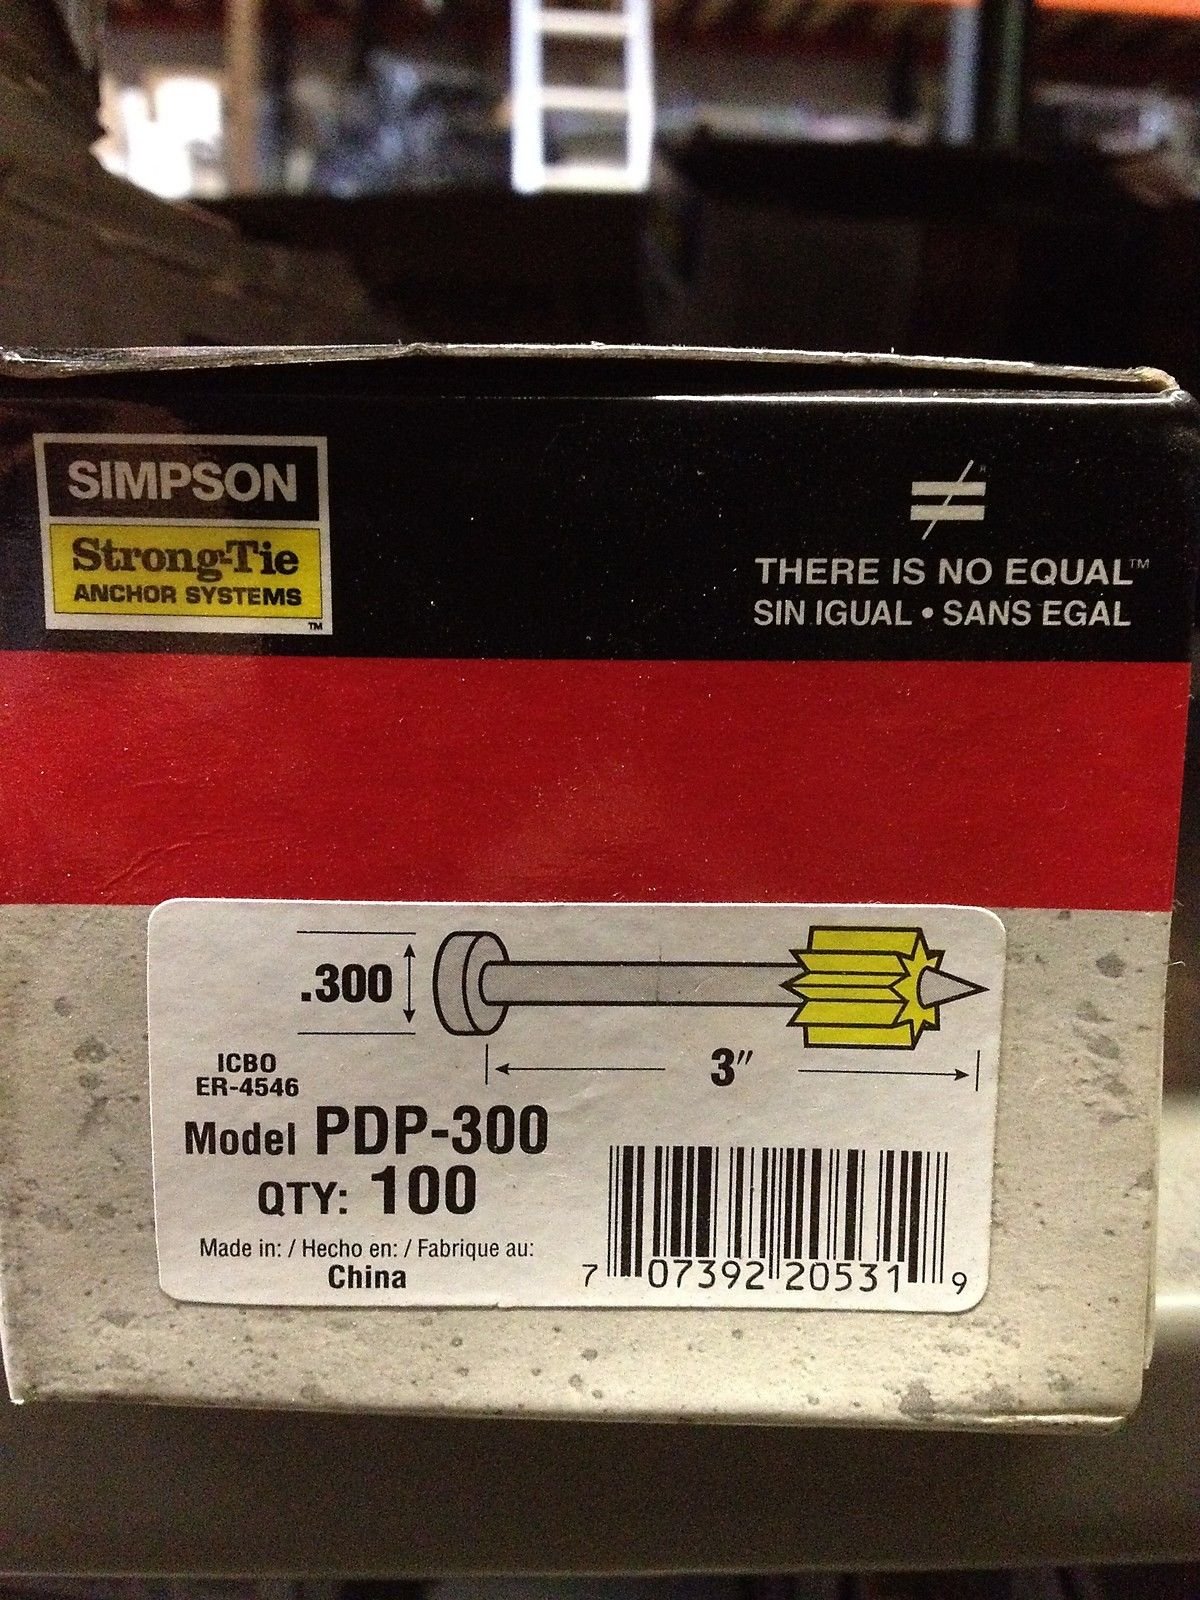 SIMPSON
Strong-Tie
ANCHOR SYSTEMS
TM
≠ R
THERE IS NO EQUAL™
SIN IGUAL • SANS EGAL
.300
3"
ICBO
ER-4546
Model PDP-300
QTY: 100
Made in: / Hecho en: / Fabrique au:
China
7 07392 20531 9